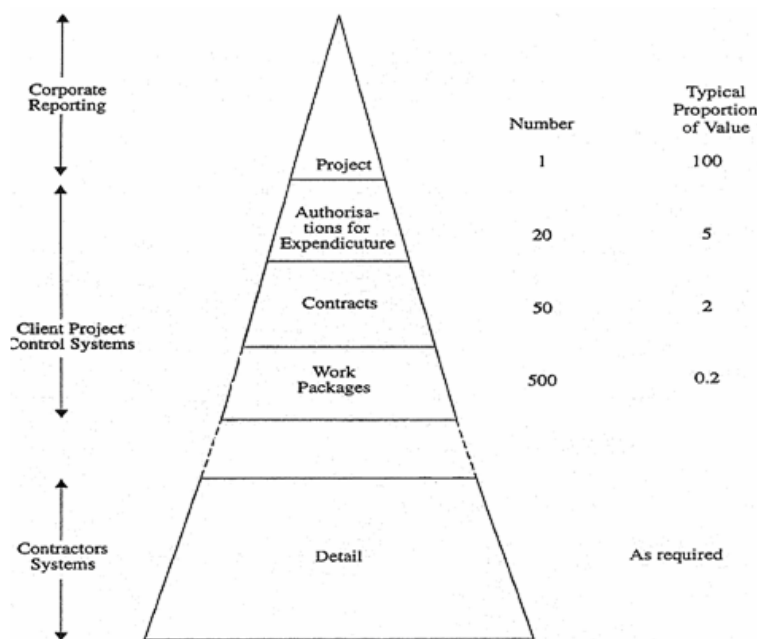 Corporate
Reporting
Number
Typical
Proportion
of Value
Project
1
100
Authorisa-
tions for
Expendicuture
20
5
Contracts
50
2
Client Project
Control Systems
Work
Packages
500
0.2
Contractors
Systems
Detail
As required